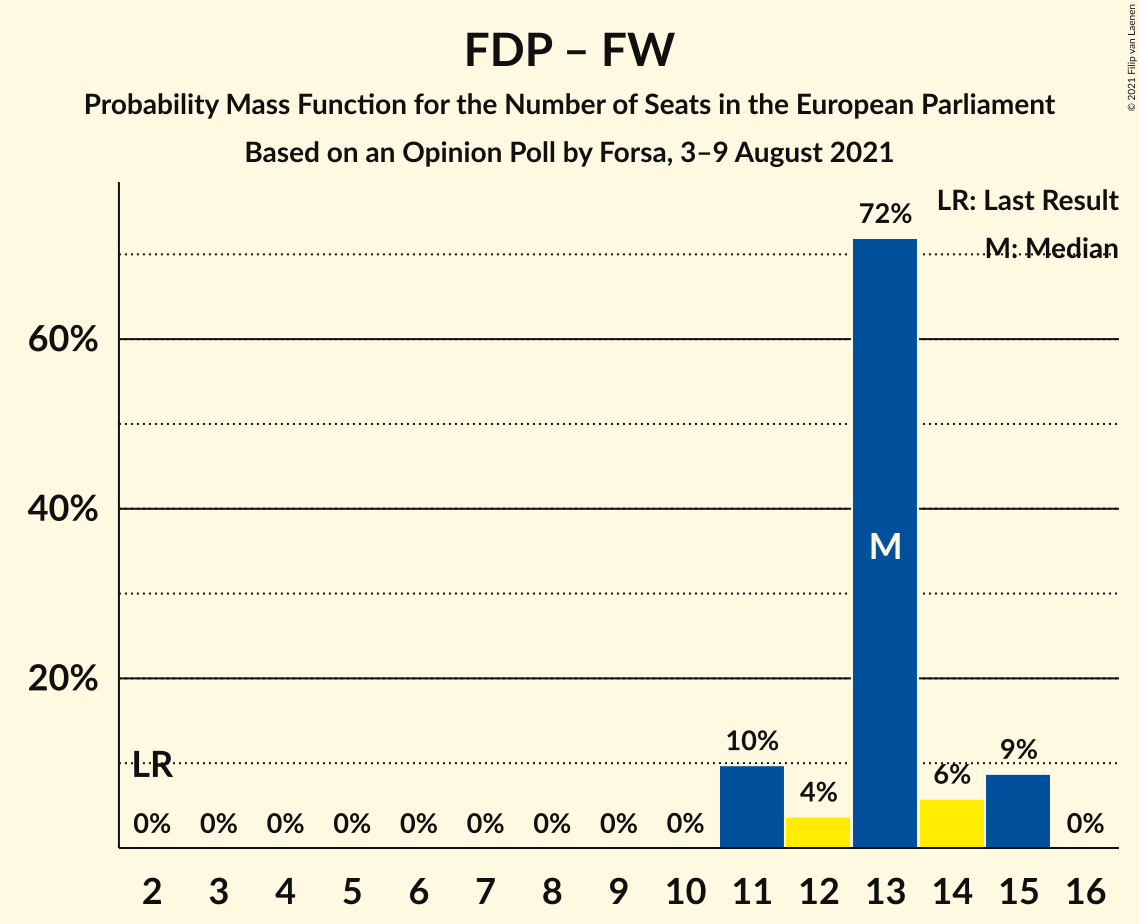 FDP – FW
Probability Mass Function for the Number of Seats in the European Parliament
Based on an Opinion Poll by Forsa, 3–9 August 2021
© 2021 Filip van Laenen
LR: Last Result
M: Median
72%
60%
40%
M
20%
LR
10%
4%
6%
9%
0% 0% 0% 0% 0% 0% 0% 0% 0% 0%
2 3 4 5 6 7 8 9 10 11 12 13 14 15 16